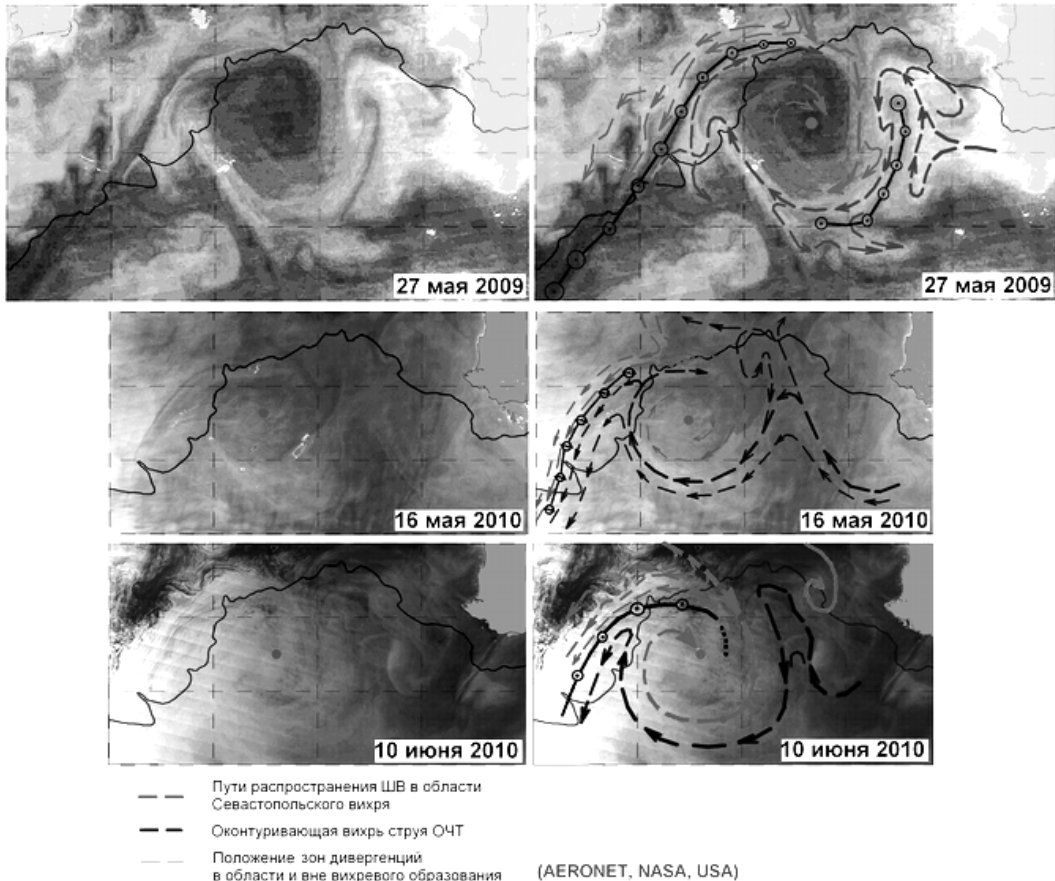 27 мая 2009
27 мая 2009
16 мая 2010
16 мая 2010
10 июня 2010
10 июня 2010
Пути распространения ШВ в области
Севастопольского вихря
Оконтуривающая вихрь струя ОЧТ
Положение зон дивергенций
в области и вне вихревого образования
(AERONET, NASA, USA)